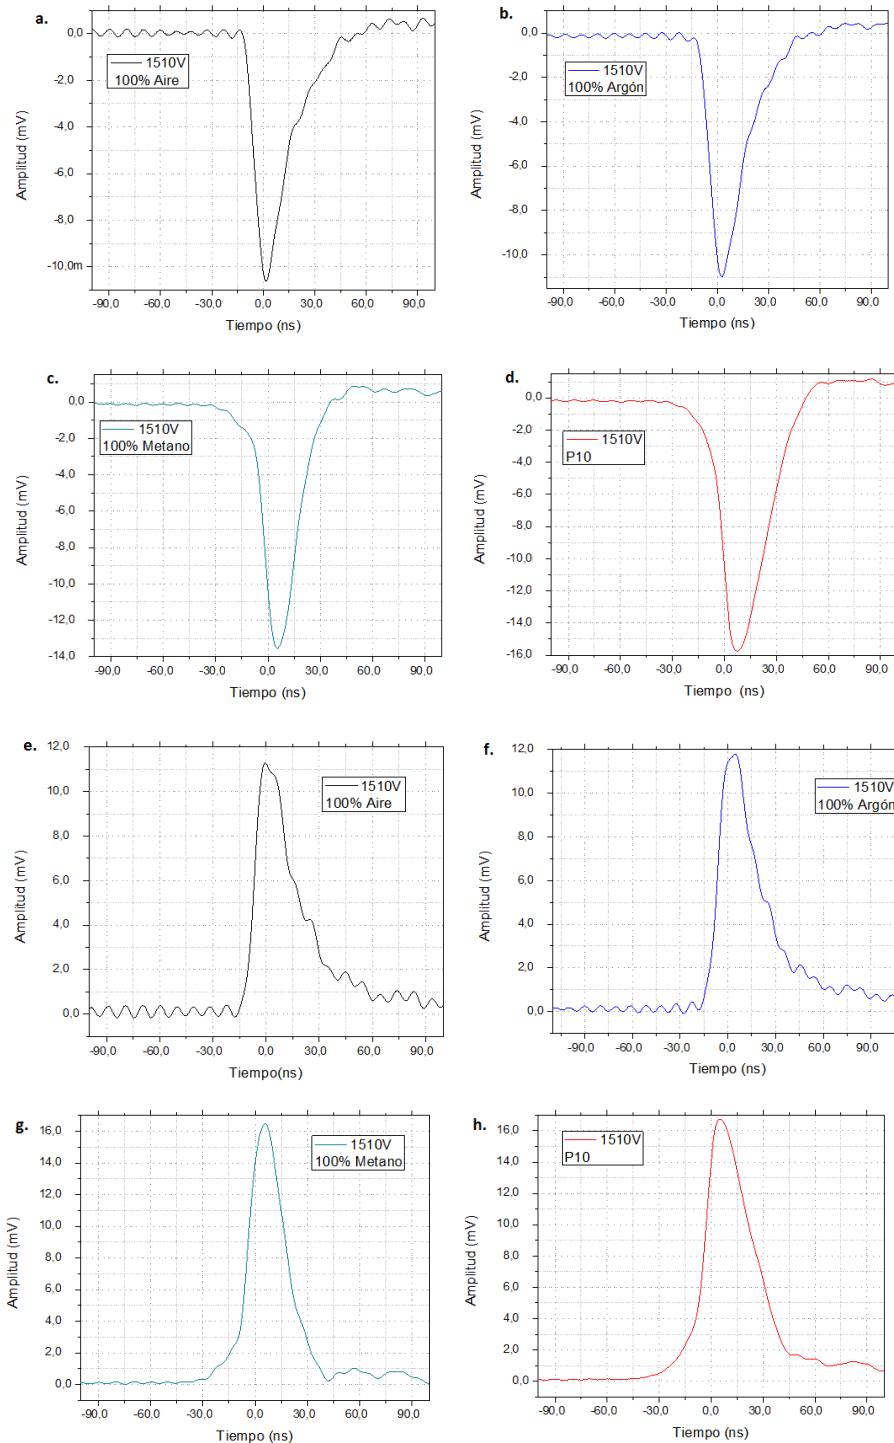 a.
0,0
-2,0
-4,0
-6,0
-8,0
-10,0m
Amplitud (mV)
1510V
100% Aire
-90,0 -60,0 -30,0 0,0 30,0 60,0 90,0
Tiempo (ns)
b.
0,0
-2,0
-4,0
-6,0
-8,0
-10,0
Amplitud (mV)
1510V
100% Argón
-90,0 -60,0 -30,0 0,0 30,0 60,0 90,0
Tiempo (ns)
c.
0,0
-2,0
-4,0
-6,0
-8,0
-10,0
-12,0
-14,0
Amplitud (mV)
1510V
100% Metano
-90,0 -60,0 -30,0 0,0 30,0 60,0 90,0
Tiempo (ns)
d.
0,0
-2,0
-4,0
-6,0
-8,0
-10,0
-12,0
-14,0
-16,0
Amplitud (mV)
1510V
P10
-90,0 -60,0 -30,0 0,0 30,0 60,0 90,0
Tiempo (ns)
e.
12,0
10,0
8,0
6,0
4,0
2,0
0,0
Amplitud (mV)
1510V
100% Aire
-90,0 -60,0 -30,0 0,0 30,0 60,0 90,0
Tiempo(ns)
f.
12,0
10,0
8,0
6,0
4,0
2,0
0,0
Amplitud (mV)
1510V
100% Argón
-90,0 -60,0 -30,0 0,0 30,0 60,0 90,0
Tiempo (ns)
g.
16,0
14,0
12,0
10,0
8,0
6,0
4,0
2,0
0,0
Amplitud (mV)
1510V
100% Metano
-90,0 -60,0 -30,0 0,0 30,0 60,0 90,0
Tiempo (ns)
h.
16,0
14,0
12,0
10,0
8,0
6,0
4,0
2,0
0,0
Amplitud (mV)
1510V
P10
-90,0 -60,0 -30,0 0,0 30,0 60,0 90,0
Tiempo (ns)